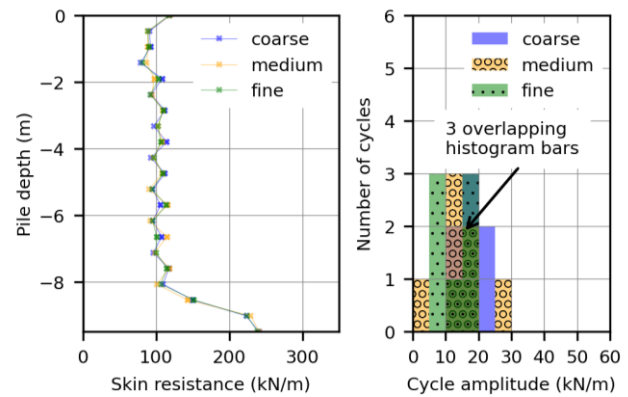 0
−2
−4
−6
−8
Pile depth (m)
0
100
200
300
Skin resistance (kN/m)
coarse
medium
fine
6
5
4
3
2
1
0
Number of cycles
0
10
20
30
40
50
60
Cycle amplitude (kN/m)
coarse
medium
fine
3 overlapping
histogram bars